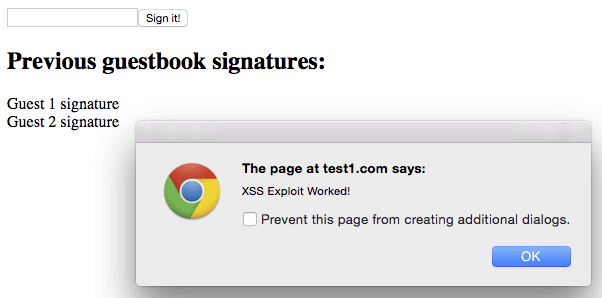 Sign it!
Previous guestbook signatures:
Guest 1 signature
Guest 2 signature
The page at test1.com says:
XSS Exploit Worked!
Prevent this page from creating additional dialogs.
OK